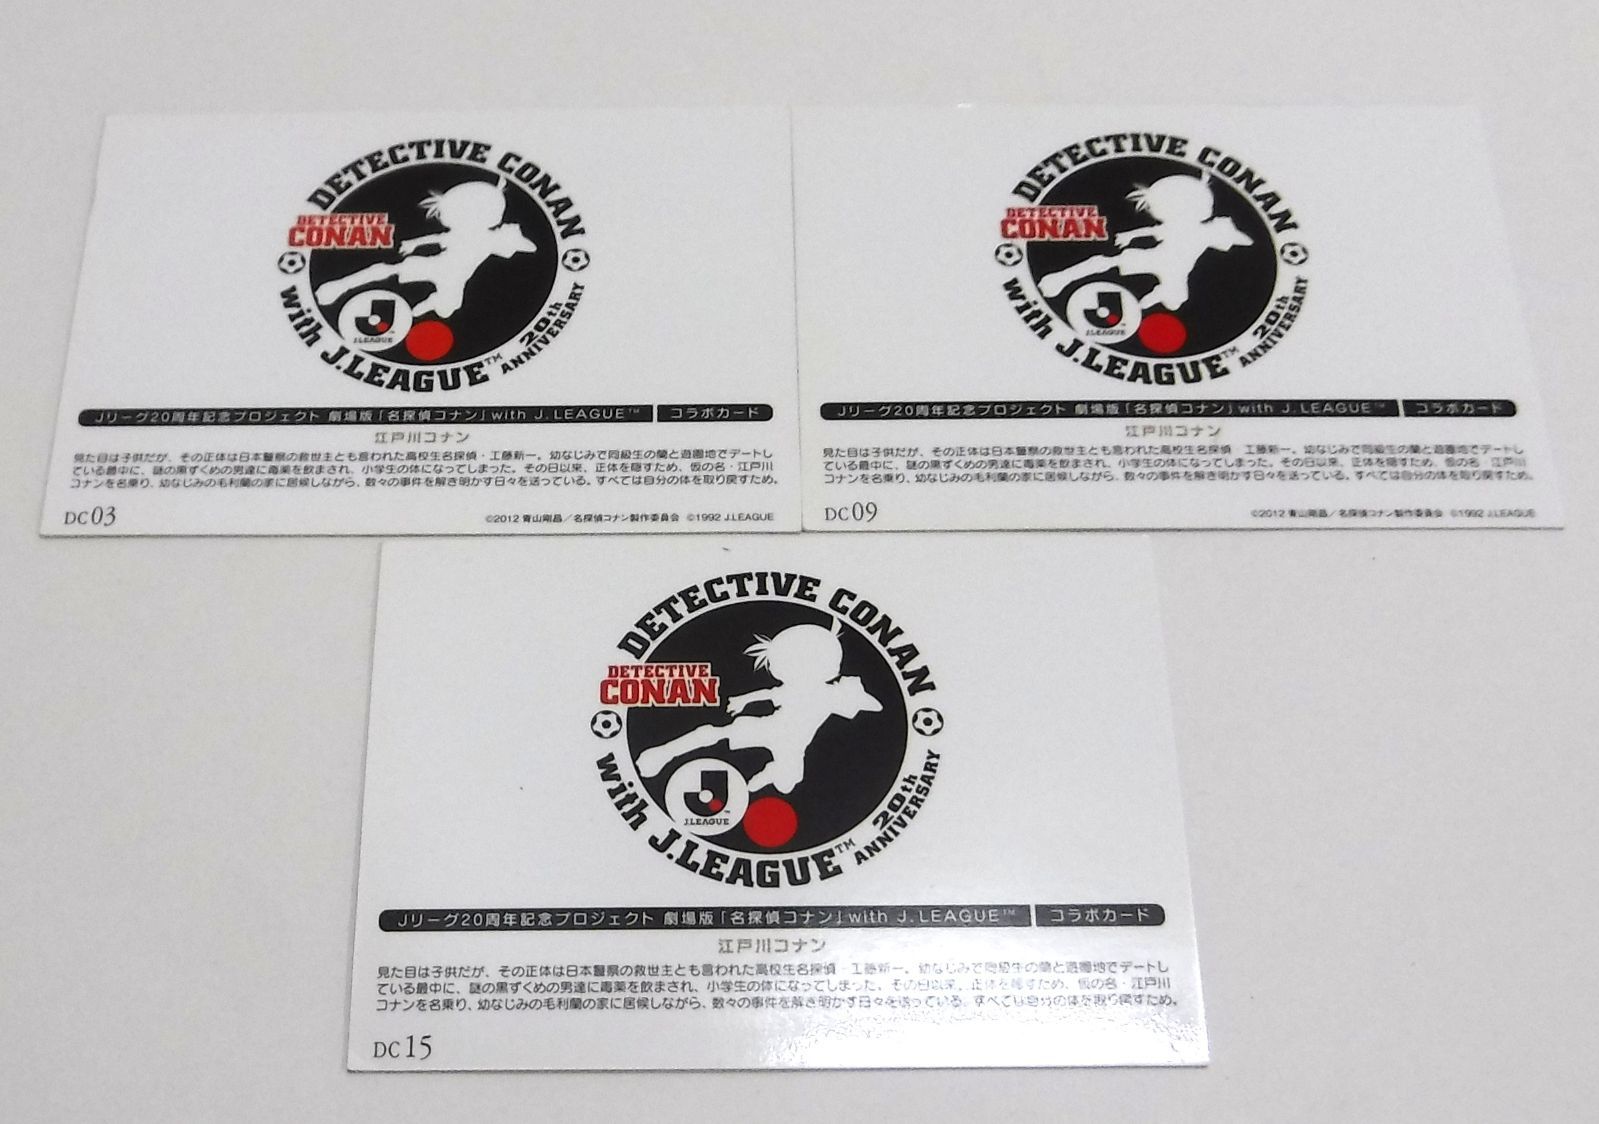 DETECTIVE CONAN
DETECTIVE
CONAN
J.LEAGUE
with J.LEAGUE™ 20th
ANNIVERSARY
Jリーグ20周年記念プロジェクト 劇場版「名探偵コナン」with J.LEAGUE™ コラボカード
江戸川コナン
見た目は子供だが、その正体は日本警察の救世主とも言われた高校生名探偵・工藤新一。幼なじみで同級生の蘭と遊園地でデートし
ている最中に、謎の黒ずくめの男達に毒薬を飲まされ、小学生の体になってしまった。その日以来、正体を隠すため、仮の名・江戸川
コナンを名乗り、幼なじみの毛利蘭の家に居候しながら、数々の事件を解き明かす日々を送っている。すべては自分の体を取り戻すため。
DC03
©2012 青山剛昌/名探偵コナン製作委員会 ©1992 J.LEAGUE
DETECTIVE CONAN
DETECTIVE
CONAN
J.LEAGUE
with J.LEAGUE™ 20th
ANNIVERSARY
Jリーグ20周年記念プロジェクト 劇場版「名探偵コナン」with J.LEAGUE™ コラボカード
江戸川コナン
見た目は子供だが、その正体は日本警察の救世主とも言われた高校生名探偵・工藤新一。幼なじみで同級生の蘭と遊園地でデートし
ている最中に、謎の黒ずくめの男達に毒薬を飲まされ、小学生の体になってしまった。その日以来、正体を隠すため、仮の名・江戸川
コナンを名乗り、幼なじみの毛利蘭の家に居候しながら、数々の事件を解き明かす日々を送っている。すべては自分の体を取り戻すため。
DC09
©2012 青山剛昌/名探偵コナン製作委員会 ©1992 J.LEAGUE
DETECTIVE CONAN
DETECTIVE
CONAN
J.LEAGUE
with J.LEAGUE™ 20th
ANNIVERSARY
Jリーグ20周年記念プロジェクト 劇場版「名探偵コナン」with J.LEAGUE™ コラボカード
江戸川コナン
見た目は子供だが、その正体は日本警察の救世主とも言われた高校生名探偵・工藤新一。幼なじみで同級生の蘭と遊園地でデートし
ている最中に、謎の黒ずくめの男達に毒薬を飲まされ、小学生の体になってしまった。その日以来、正体を隠すため、仮の名・江戸川
コナンを名乗り、幼なじみの毛利蘭の家に居候しながら、数々の事件を解き明かす日々を送っている。すべては自分の体を取り戻すため。
DC15